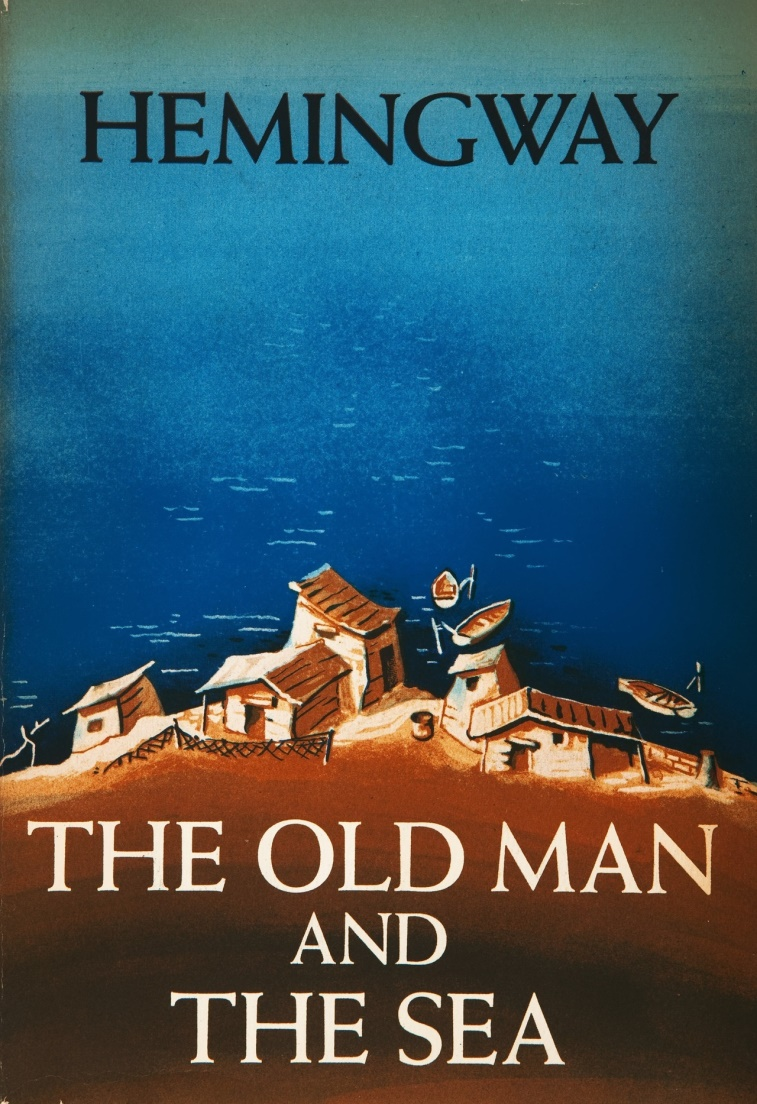 HEMINGWAY
THE OLD MAN
AND
THE SEA